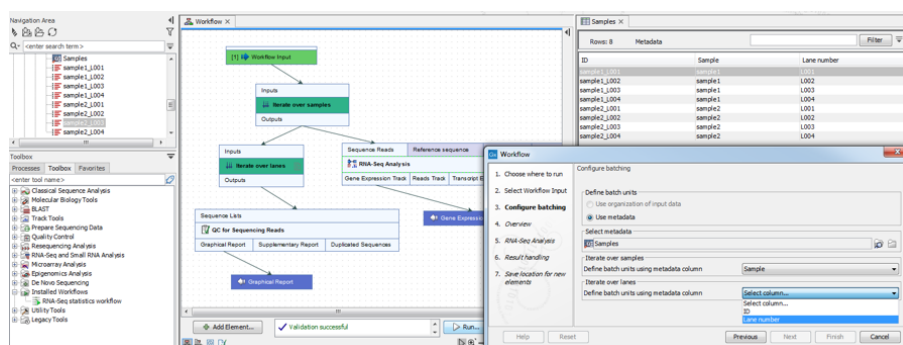 Navigation Area
<enter search term>
Samples
sample1_L001
sample1_L002
sample1_L003
sample1_L004
sample2_L001
sample2_L002
sample2_L004
Toolbox
Processes Toolbox Favorites
<enter tool name>
Classical Sequence Analysis
Molecular Biology Tools
BLAST
Track Tools
Prepare Sequencing Data
Quality Control
Resequencing Analysis
RNA-Seq and Small RNA Analysis
Microarray Analysis
Epigenomics Analysis
De Novo Sequencing
Installed Workflows
RNA-Seq statistics workflow
Utility Tools
Legacy Tools
Workflow
[1] Workflow Input
Inputs
Iterate over samples
Outputs
Inputs
Iterate over lanes
Outputs
Sequence Reads Reference sequence
RNA-Seq Analysis
Gene Expression Track Reads Track Transcript E
Sequence Lists
QC for Sequencing Reads
Graphical Report Supplementary Report Duplicated Sequences
Gene Expression
Graphical Report
Add Element...
Validation successful
Run...
Samples
Rows: 8 Metadata Filter
ID Sample Lane number
sample1_L001 sample1 L001
sample1_L002 sample1 L002
sample1_L003 sample1 L003
sample1_L004 sample1 L004
sample2_L001 sample2 L001
sample2_L002 sample2 L002
sample2_L003 sample2 L003
sample2_L004 sample2 L004
Workflow
1. Choose where to run
2. Select Workflow Input
3. Configure batching
4. Overview
5. RNA-Seq Analysis
6. Result handling
7. Save location for new
elements
Configure batching
Define batch units
Use organization of input data
Use metadata
Select metadata
Samples
Iterate over samples
Define batch units using metadata column Sample
Iterate over lanes
Define batch units using metadata column Select column...
Select column...
ID
Lane number
Help Reset Previous Next Finish Cancel